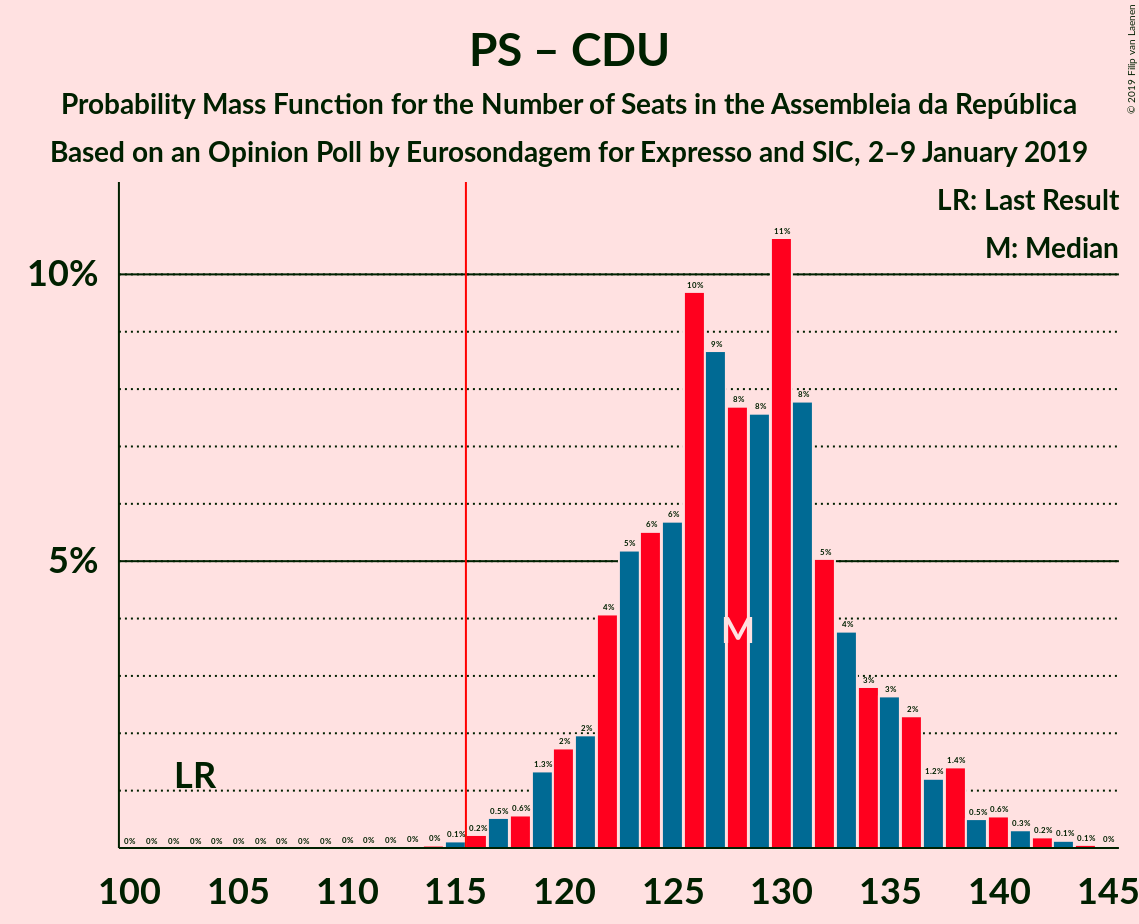 PS – CDU
Probability Mass Function for the Number of Seats in the Assembleia da República
Based on an Opinion Poll by Eurosondagem for Expresso and SIC, 2–9 January 2019
© 2019 Filip van Laenen
LR: Last Result
M: Median
10%
5%
LR
M
0% 0% 0% 0% 0% 0% 0% 0% 0% 0% 0% 0% 0% 0% 0% 0.1% 0.2% 0.5% 0.6% 1.3% 2% 2% 4% 5% 6% 6% 10% 9% 8% 8% 11% 8% 5% 4% 3% 3% 2% 1.2% 1.4% 0.5% 0.6% 0.3% 0.2% 0.1% 0.1% 0%
100 105 110 115 120 125 130 135 140 145